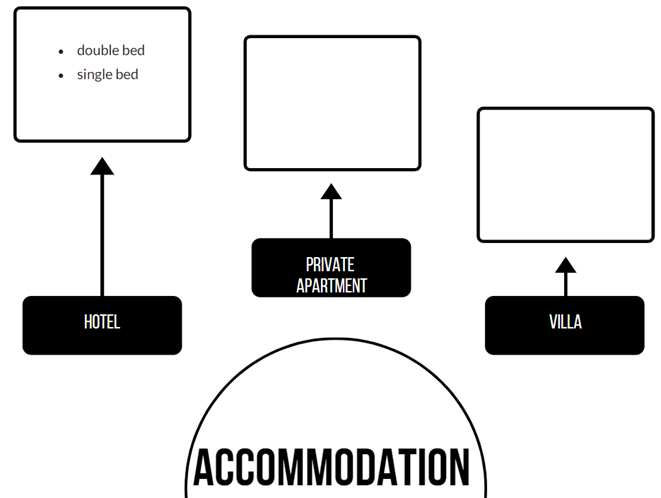 • double bed
• single bed
PRIVATE
APARTMENT
HOTEL
VILLA
ACCOMMODATION